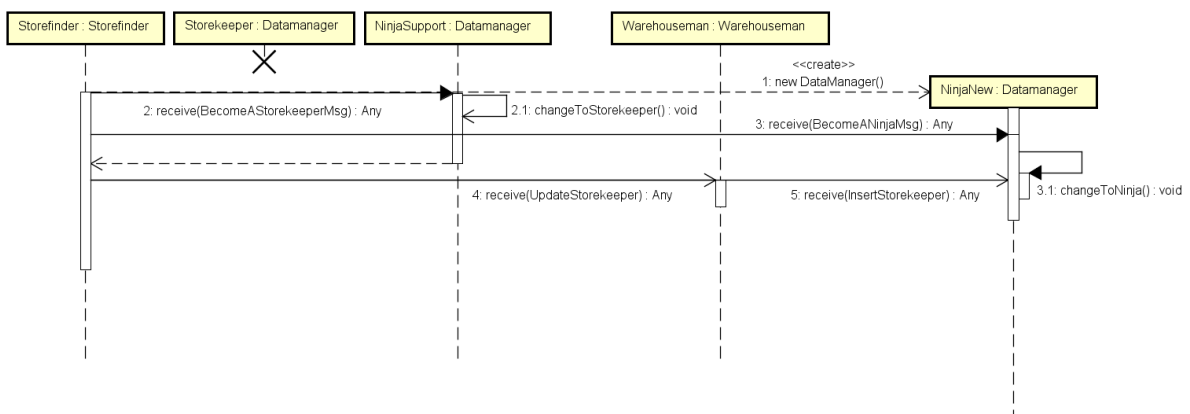 Storefinder : Storefinder
Storekeeper : Datamanager
NinjaSupport : Datamanager
Warehouseman : Warehouseman
<<create>>
1: new DataManager()
NinjaNew : Datamanager
2: receive(BecomeAStorekeeperMsg) : Any
2.1: changeToStorekeeper() : void
3: receive(BecomeANinjaMsg) : Any
4: receive(UpdateStorekeeper) : Any
5: receive(InsertStorekeeper) : Any
3.1: changeToNinja() : void